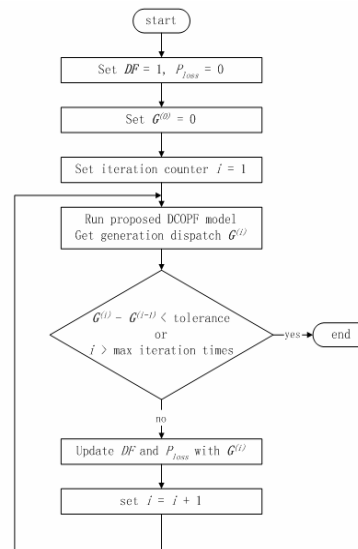 start
Set DF = 1, P_loss = 0
Set G^(0) = 0
Set iteration counter i = 1
Run proposed DCOPF model
Get generation dispatch G^(i)
G^(i) - G^(i-1) < tolerance
or
i > max iteration times
yes
end
no
Update DF and P_loss with G^(i)
set i = i + 1